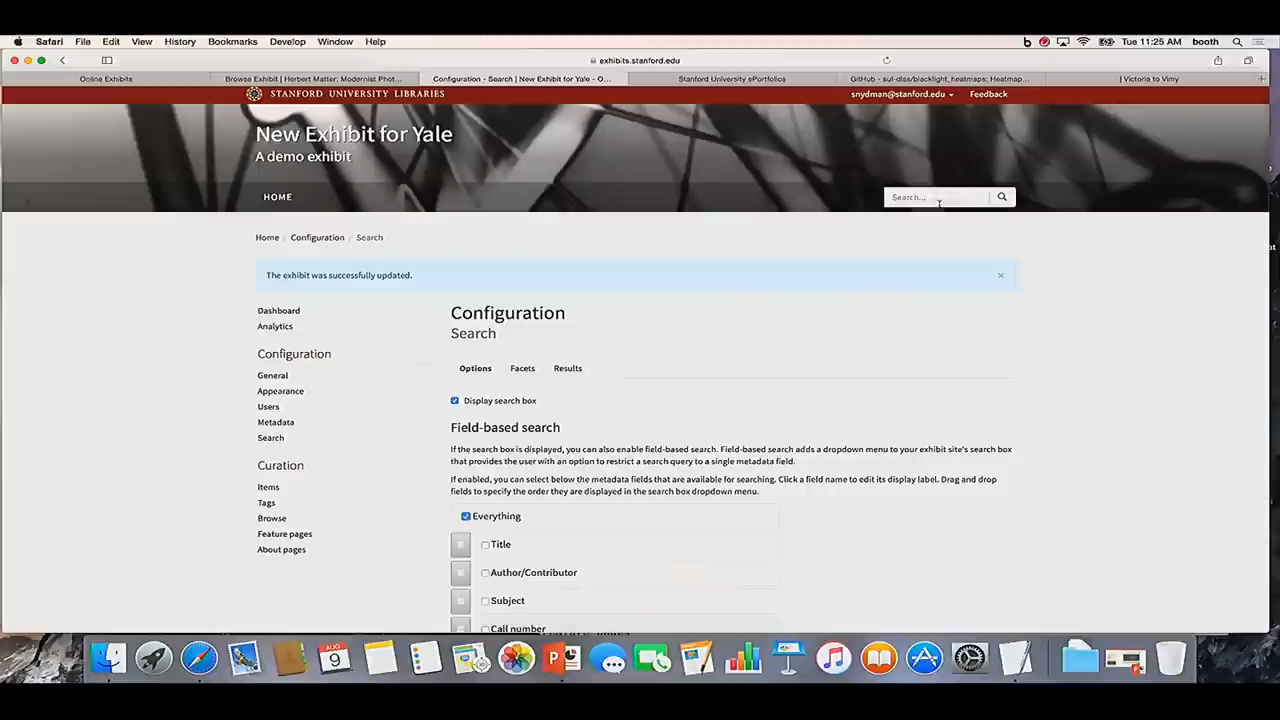 Safari File Edit View History Bookmarks Develop Window Help Tue 11:25 AM booth
exhibits.stanford.edu
Online Exhibits Browse Exhibit | Herbert Matter: Modernist Phot... Configuration - Search | New Exhibit for Yale - O... Stanford University ePortfolios GitHub - sul-dlss/blacklight_heatmaps: Heatmap... | Victoria to Vimy
STANFORD UNIVERSITY LIBRARIES snydman@stanford.edu Feedback
New Exhibit for Yale
A demo exhibit
HOME Search...
Home / Configuration / Search
The exhibit was successfully updated. ×
Dashboard
Analytics
Configuration
General
Appearance
Users
Metadata
Search
Curation
Items
Tags
Browse
Feature pages
About pages
Configuration
Search
Options Facets Results
Display search box
Field-based search
If the search box is displayed, you can also enable field-based search. Field-based search adds a dropdown menu to your exhibit site's search box
that provides the user with an option to restrict a search query to a single metadata field.
If enabled, you can select below the metadata fields that are available for searching. Click a field name to edit its display label. Drag and drop
fields to specify the order they are displayed in the search box dropdown menu.
Everything
Title
Author/Contributor
Subject
Call number
AUG
9